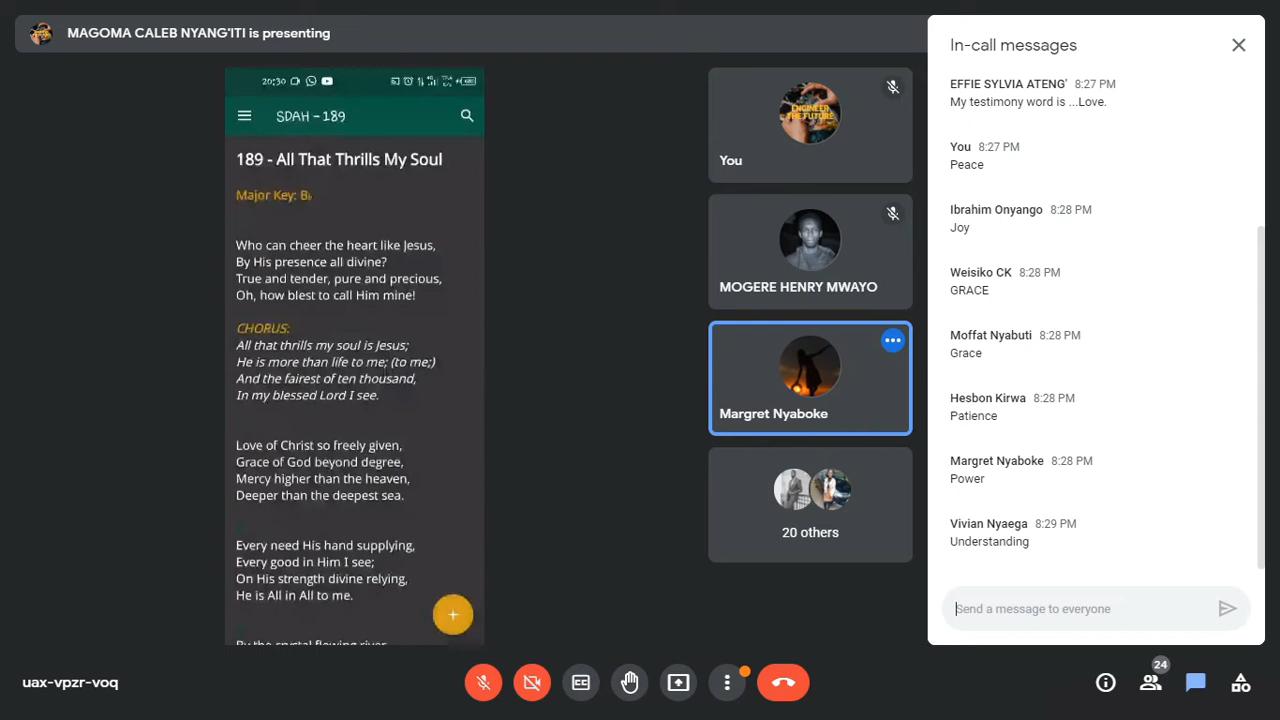 MAGOMA CALEB NYANG'ITI is presenting
20:30
SDAH - 189
189 - All That Thrills My Soul
Major Key: B♭
Who can cheer the heart like Jesus,
By His presence all divine?
True and tender, pure and precious,
Oh, how blest to call Him mine!
CHORUS:
All that thrills my soul is Jesus;
He is more than life to me; (to me;)
And the fairest of ten thousand,
In my blessed Lord I see.
Love of Christ so freely given,
Grace of God beyond degree,
Mercy higher than the heaven,
Deeper than the deepest sea.
Every need His hand supplying,
Every good in Him I see;
On His strength divine relying,
He is All in All to me.
By the crystal flowing river
+
ENGINEER
THE FUTURE
You
MOGERE HENRY MWAYO
Margret Nyaboke
20 others
In-call messages
EFFIE SYLVIA ATENG' 8:27 PM
My testimony word is ...Love.
You 8:27 PM
Peace
Ibrahim Onyango 8:28 PM
Joy
Weisiko CK 8:28 PM
GRACE
Moffat Nyabuti 8:28 PM
Grace
Hesbon Kirwa 8:28 PM
Patience
Margret Nyaboke 8:28 PM
Power
Vivian Nyaega 8:29 PM
Understanding
Send a message to everyone
uax-vpzr-voq
CC
24